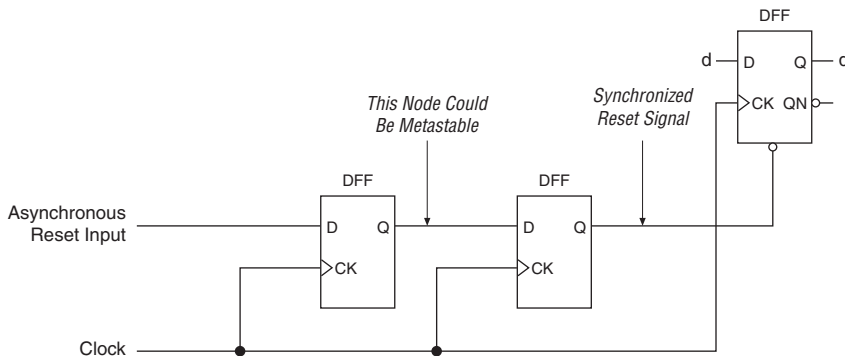 DFF
d
D
Q
CK
QN
This Node Could
Be Metastable
Synchronized
Reset Signal
DFF
DFF
Asynchronous
Reset Input
D
Q
CK
D
Q
CK
Clock